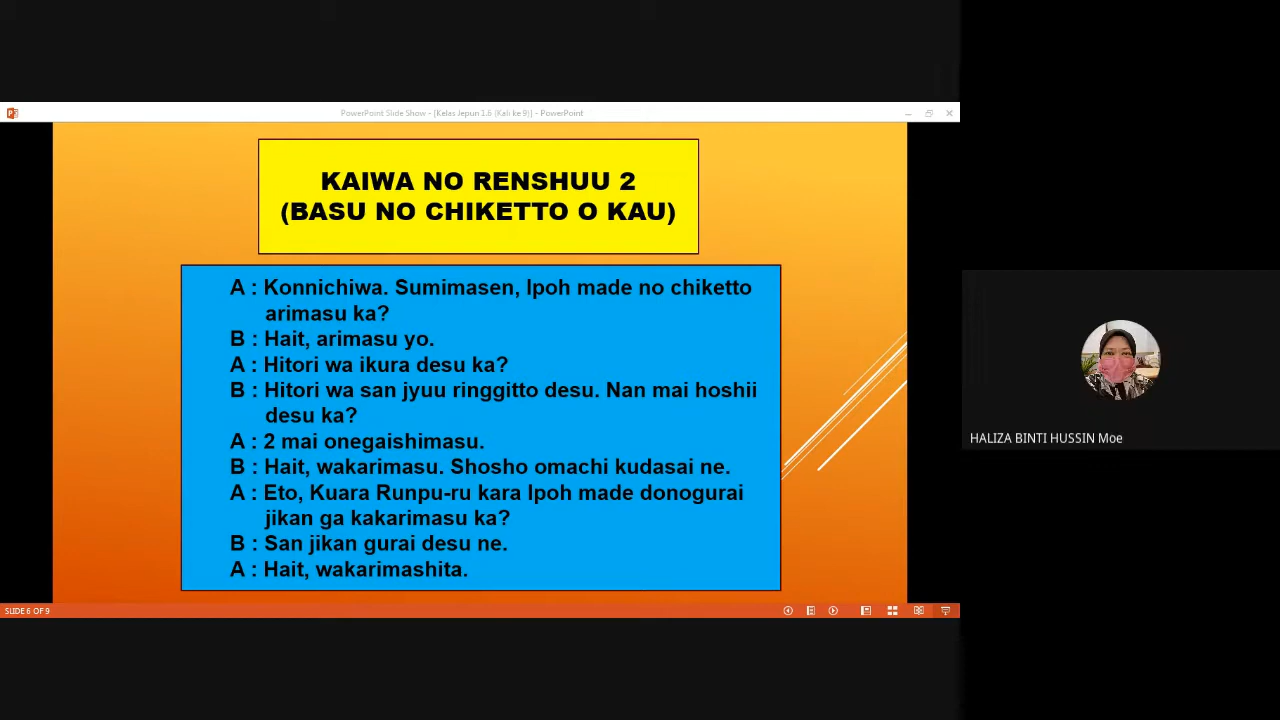 PowerPoint Slide Show - [Kelas Jepun 1.6 (Kali ke 9)] - PowerPoint
KAIWA NO RENSHUU 2
(BASU NO CHIKETTO O KAU)
A : Konnichiwa. Sumimasen, Ipoh made no chiketto
arimasu ka?
B : Hait, arimasu yo.
A : Hitori wa ikura desu ka?
B : Hitori wa san jyuu ringgitto desu. Nan mai hoshii
desu ka?
A : 2 mai onegaishimasu.
B : Hait, wakarimasu. Shosho omachi kudasai ne.
A : Eto, Kuara Runpu-ru kara Ipoh made donogurai
jikan ga kakarimasu ka?
B : San jikan gurai desu ne.
A : Hait, wakarimashita.
HALIZA BINTI HUSSIN Moe
SLIDE 6 OF 9